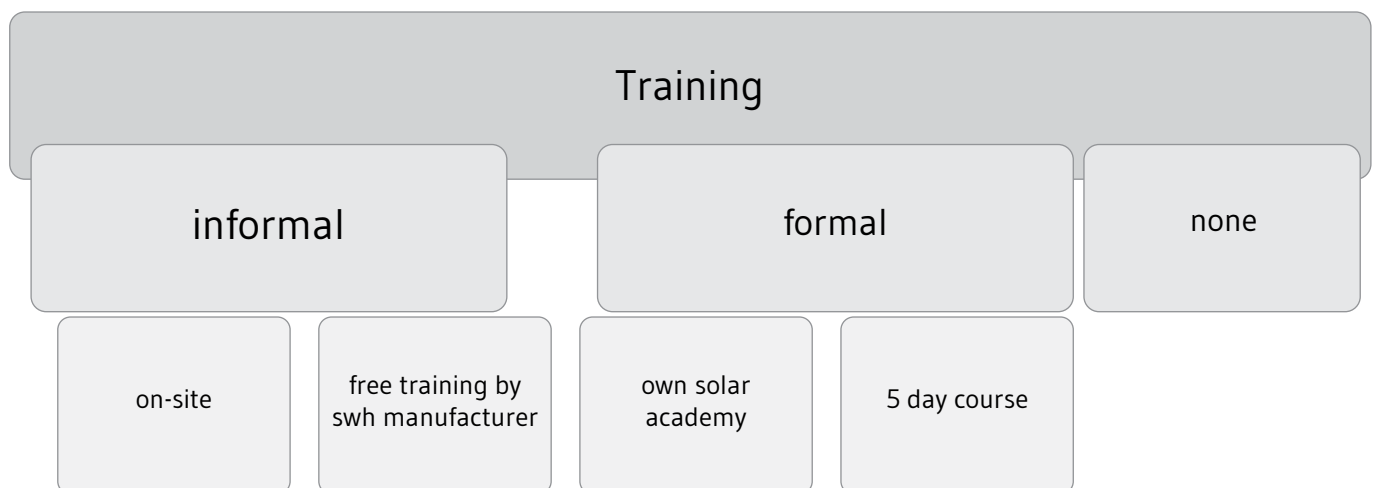 Training
informal
formal
none
on-site
free training by
swh manufacturer
own solar
academy
5 day course